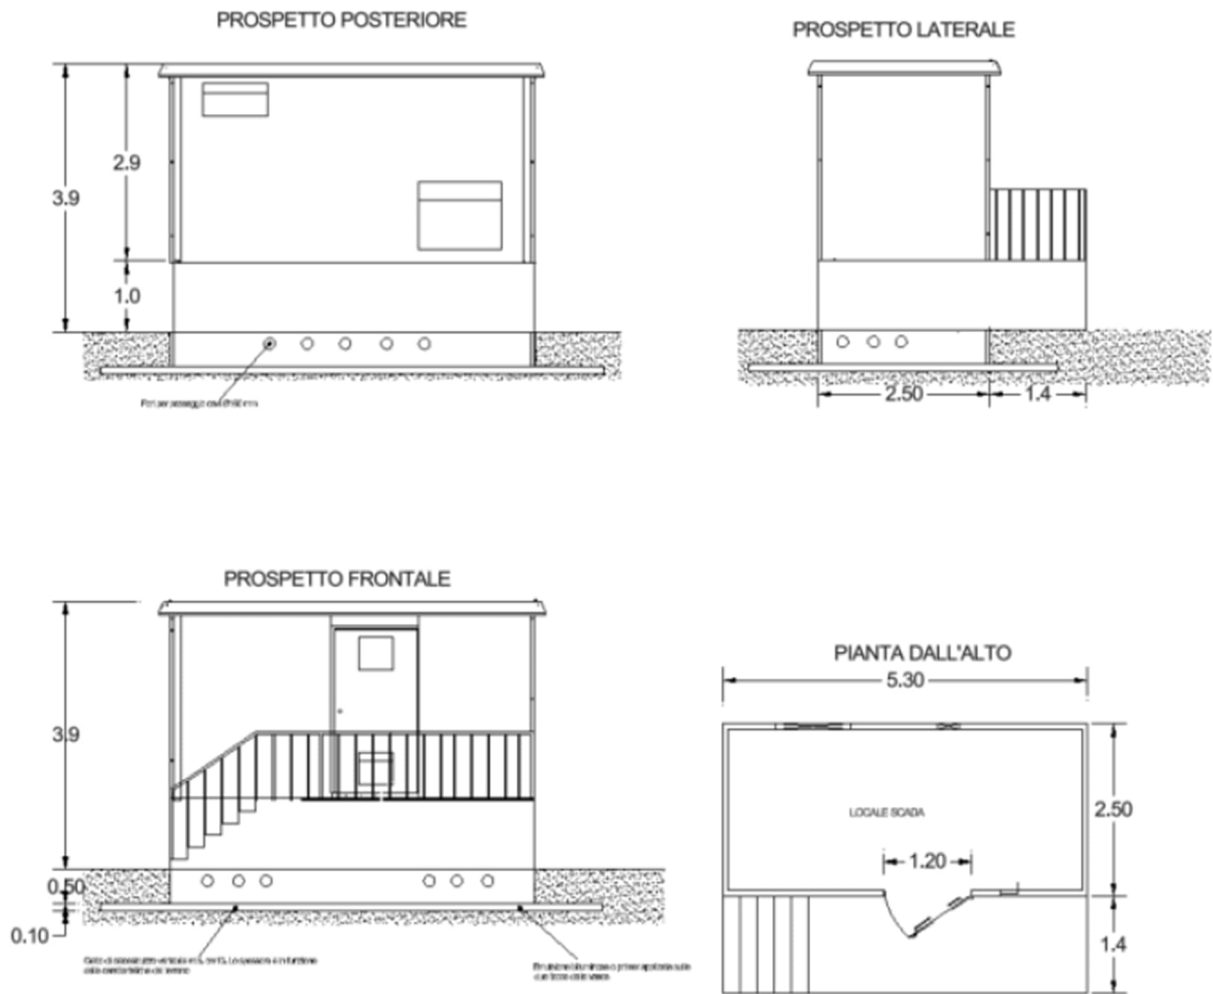 PROSPETTO POSTERIORE
2.9
3.9
1.0
PROSPETTO LATERALE
2.50
1.4
PROSPETTO FRONTALE
3.9
0.50
0.10
PIANTA DALL'ALTO
5.30
LOCALE SCADA
2.50
1.20
1.4